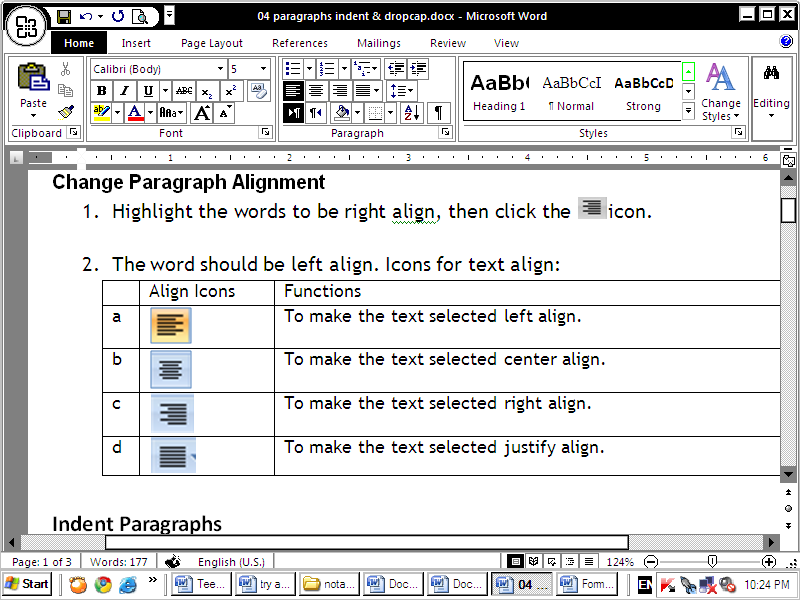 04 paragraphs indent & dropcap.docx - Microsoft Word
Home Insert Page Layout References Mailings Review View
Paste
Clipboard
Calibri (Body) 5
B I U ABC x₂ x²
Aa A A
Font
Paragraph
AaBb( AaBbCcI AaBbCcD
Heading 1 ¶ Normal Strong
Styles
Change Styles
Editing
1 2 3 4 5 6
Change Paragraph Alignment
1. Highlight the words to be right align, then click the icon.
2. The word should be left align. Icons for text align:
Align Icons Functions
a To make the text selected left align.
b To make the text selected center align.
c To make the text selected right align.
d To make the text selected justify align.
Indent Paragraphs
Page: 1 of 3 Words: 177 English (U.S.) 124%
Start Tee... try a... nota... Doc... Doc... 04 ... Form... EN 10:24 PM